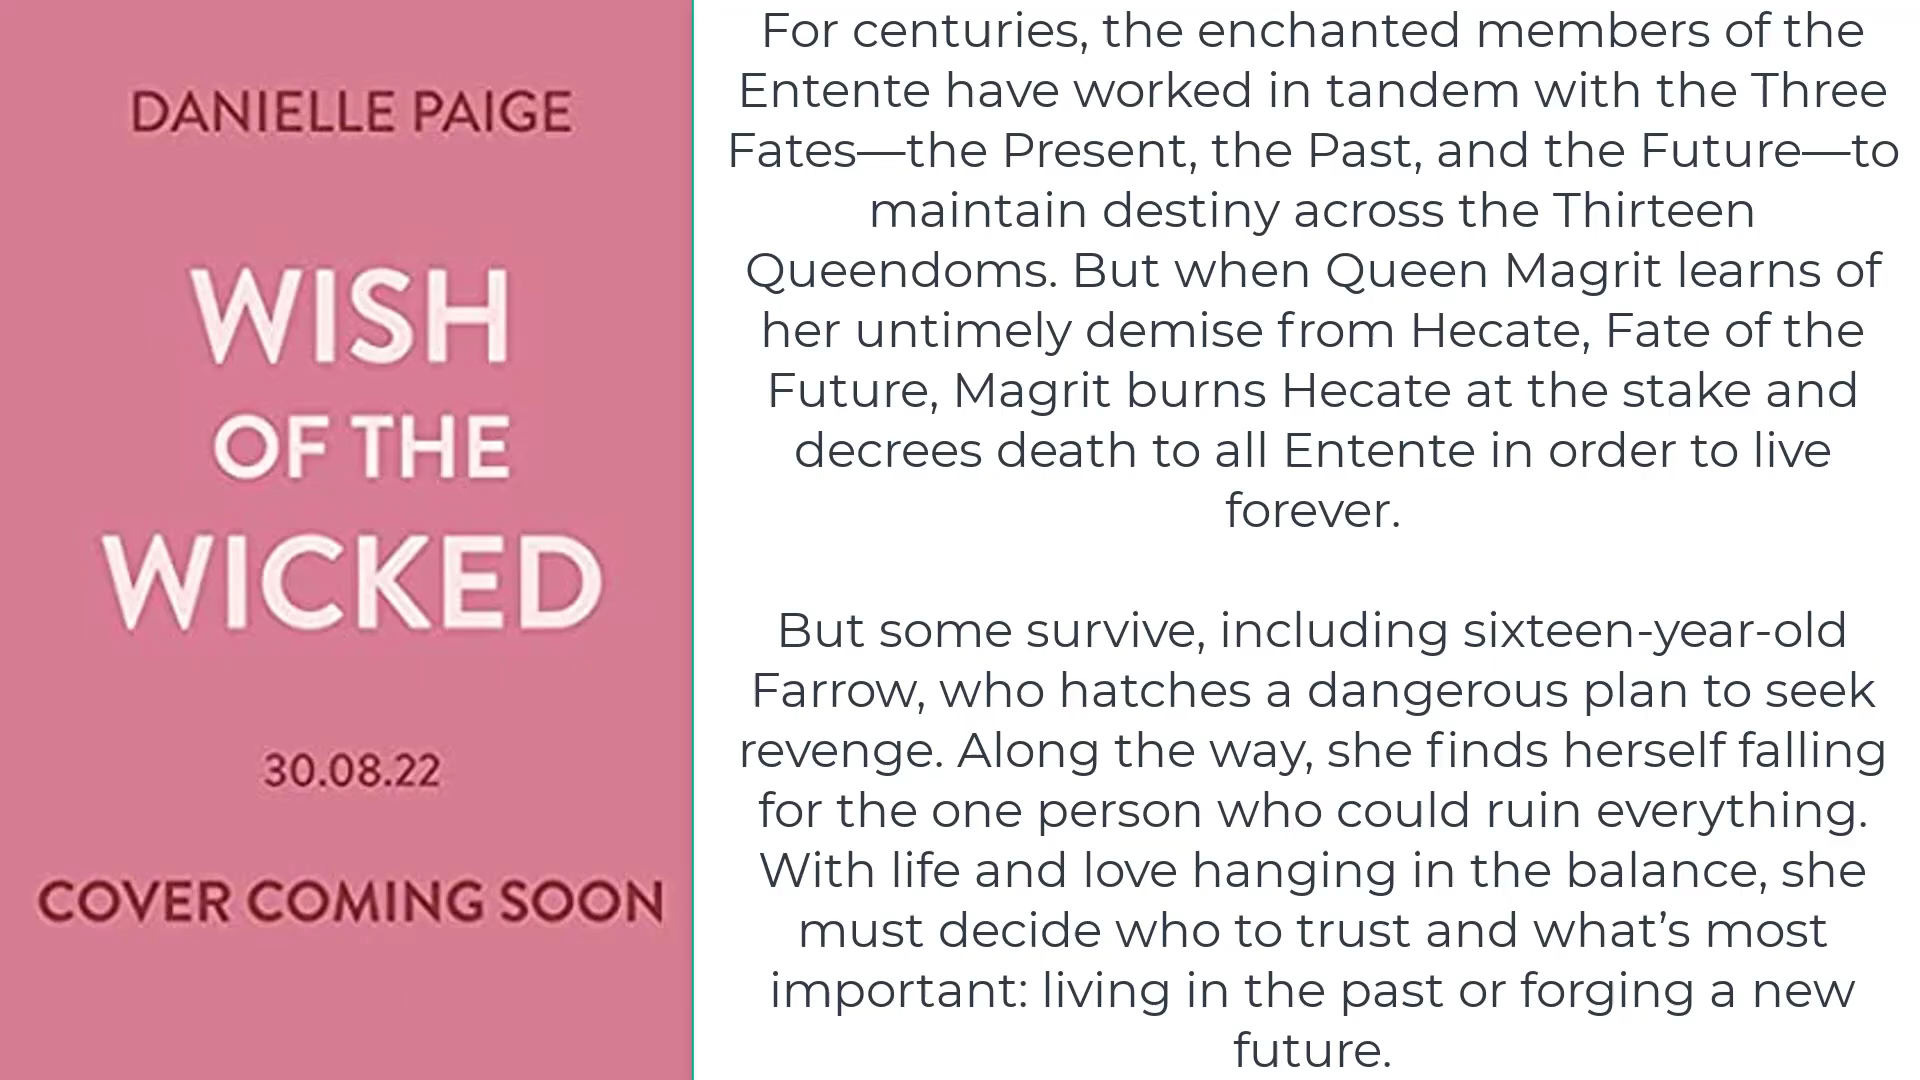 DANIELLE PAIGE
WISH
OF THE
WICKED
30.08.22
COVER COMING SOON
For centuries, the enchanted members of the
Entente have worked in tandem with the Three
Fates—the Present, the Past, and the Future—to
maintain destiny across the Thirteen
Queendoms. But when Queen Magrit learns of
her untimely demise from Hecate, Fate of the
Future, Magrit burns Hecate at the stake and
decrees death to all Entente in order to live
forever.
But some survive, including sixteen-year-old
Farrow, who hatches a dangerous plan to seek
revenge. Along the way, she finds herself falling
for the one person who could ruin everything.
With life and love hanging in the balance, she
must decide who to trust and what’s most
important: living in the past or forging a new
future.